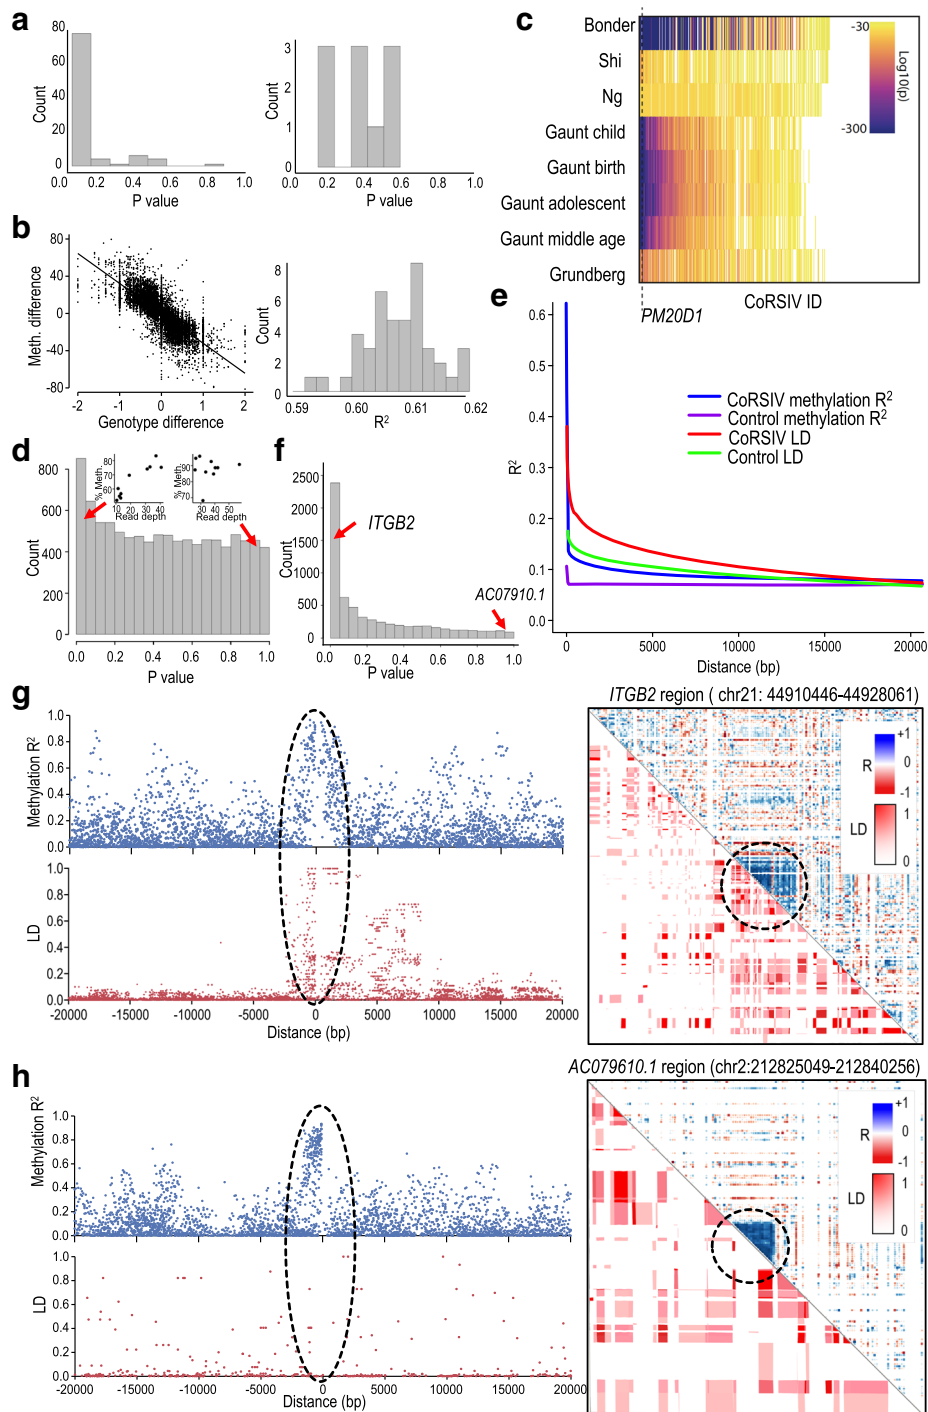 a
80
60
40
20
0
Count
0.0 0.2 0.4 0.6 0.8 1.0
P value
3
2
1
0
Count
0.0 0.2 0.4 0.6 0.8 1.0
P value
b
80
40
0
-40
-80
Meth. difference
-2 -1 0 1 2
Genotype difference
8
6
4
2
0
Count
0.59 0.60 0.61 0.62
R²
c
Bonder
Shi
Ng
Gaunt child
Gaunt birth
Gaunt adolescent
Gaunt middle age
Grundberg
-30
-300
Log10(p)
CoRSIV ID
PM20D1
d
800
600
400
200
0
Count
0.0 0.2 0.4 0.6 0.8 1.0
P value
% Meth.
80
70
60
10 20 30 40
Read depth
% Meth.
90
80
70
30 50
Read depth
e
0.6
0.4
0.3
0.2
0.1
0.0
R²
CoRSIV methylation R²
Control methylation R²
CoRSIV LD
Control LD
0 5000 10000 15000 20000
Distance (bp)
f
2500
2000
1500
500
0
Count
ITGB2
AC07910.1
0.0 0.2 0.4 0.6 0.8 1.0
P value
g
1.0
0.8
0.6
0.4
0.2
0.0
Methylation R²
1.0
0.8
0.6
0.4
0.2
0.0
LD
-20000 -15000 -10000 -5000 0 5000 10000 15000 20000
Distance (bp)
ITGB2 region ( chr21: 44910446-44928061)
R
+1
0
-1
LD
1
0
h
1.0
0.8
0.6
0.4
0.2
0.0
Methylation R²
1.0
0.8
0.6
0.4
0.2
0.0
LD
-20000 -15000 -10000 -5000 0 5000 10000 15000 20000
Distance (bp)
AC079610.1 region (chr2:212825049-212840256)
R
+1
0
-1
LD
1
0